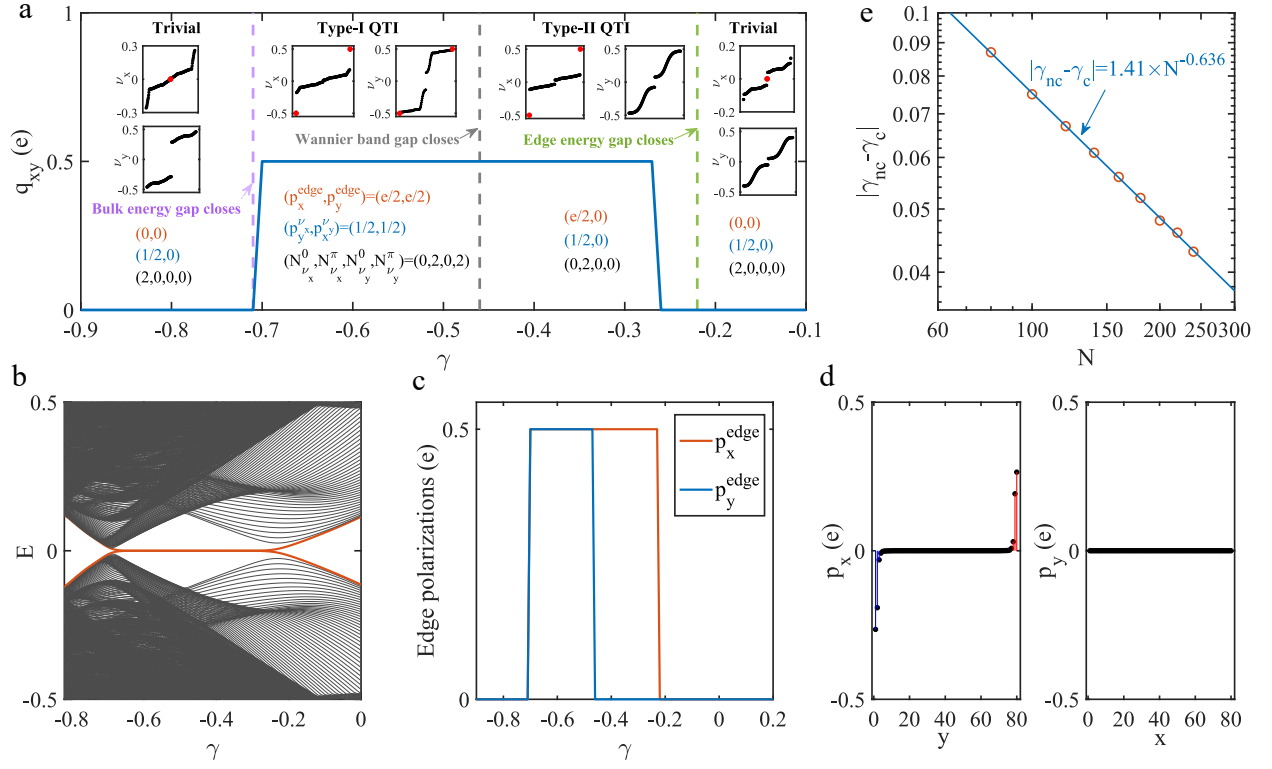 a
Trivial
Type-I QTI
Type-II QTI
Trivial
1
0.5
0
q_xy (e)
0.3
0
-0.3
ν_x
0.5
0
-0.5
ν_y
0.5
0
-0.5
ν_x
0.5
0
-0.5
ν_y
0.5
0
-0.5
ν_x
0.5
0
-0.5
ν_y
0.2
0
-0.2
ν_x
0.5
0
-0.5
ν_y
Wannier band gap closes
Edge energy gap closes
Bulk energy gap closes
(0,0)
(1/2,0)
(2,0,0,0)
(p_x^edge,p_y^edge)=(e/2,e/2)
(p_y^ν_x,p_x^ν_y)=(1/2,1/2)
(N_ν_x^0,N_ν_x^π,N_ν_y^0,N_ν_y^π)=(0,2,0,2)
(e/2,0)
(1/2,0)
(0,2,0,0)
(0,0)
(1/2,0)
(2,0,0,0)
-0.9 -0.8 -0.7 -0.6 -0.5 -0.4 -0.3 -0.2 -0.1
γ
e
0.1
0.09
0.08
0.07
0.06
0.05
0.04
|γ_nc-γ_c|
|γ_nc-γ_c|=1.41×N^-0.636
60 100 150 200 250 300
N
b
0.5
0
-0.5
E
-0.8 -0.6 -0.4 -0.2 0
γ
c
Edge polarizations (e)
0.5
0
p_x^edge
p_y^edge
-0.8 -0.6 -0.4 -0.2 0 0.2
γ
d
0.5
0
-0.5
p_x (e)
0 20 40 60 80
y
0.5
0
-0.5
p_y (e)
0 20 40 60 80
x